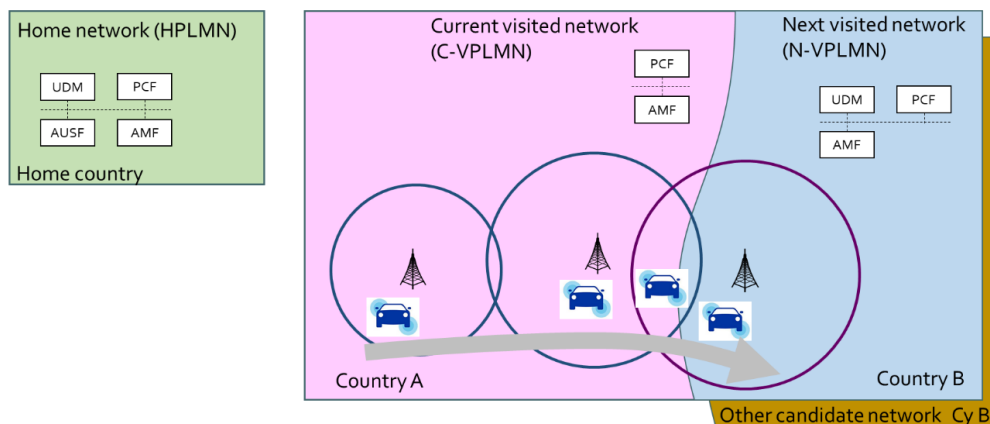 Home network (HPLMN)
UDM
PCF
AUSF
AMF
Home country
Current visited network
(C-VPLMN)
PCF
AMF
Next visited network
(N-VPLMN)
UDM
PCF
AMF
Country A
Country B
Other candidate network Cy B